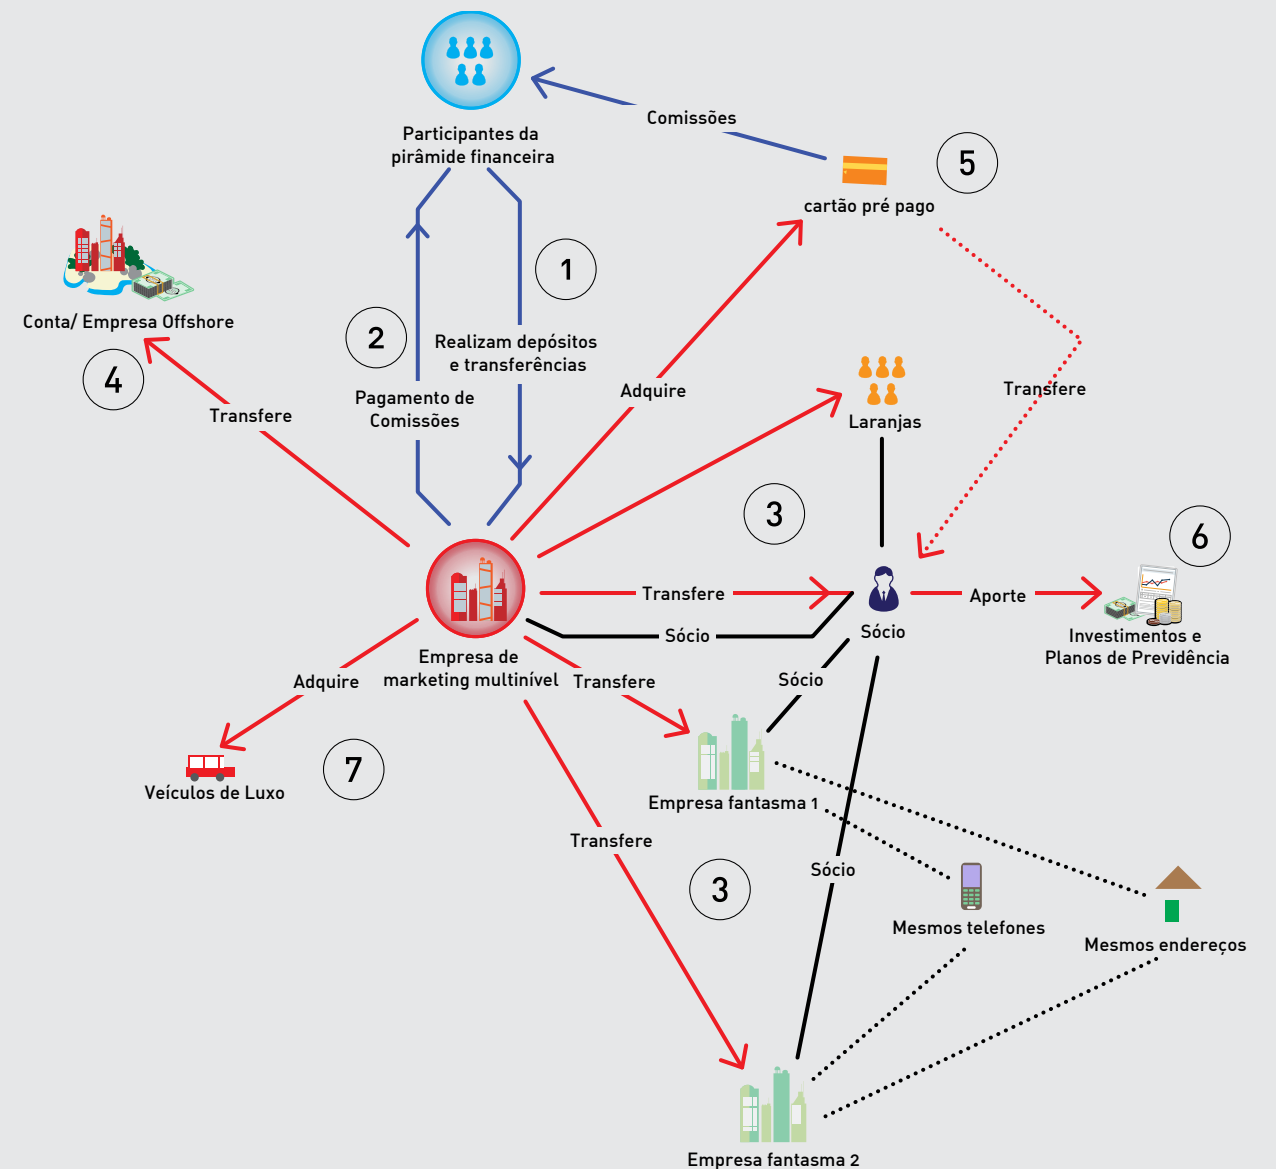 Participantes da
pirâmide financeira
Comissões
5
cartão pré pago
1
2
Realizam depósitos
e transferências
Conta/ Empresa Offshore
4
Transfere
Pagamento de
Comissões
Adquire
Transfere
Laranjas
3
6
Transfere
Aporte
Sócio
Sócio
Investimentos e
Planos de Previdência
Empresa de
marketing multinível
Adquire
Transfere
Sócio
7
Veículos de Luxo
Empresa fantasma 1
Transfere
3
Sócio
Mesmos telefones
Mesmos endereços
Empresa fantasma 2